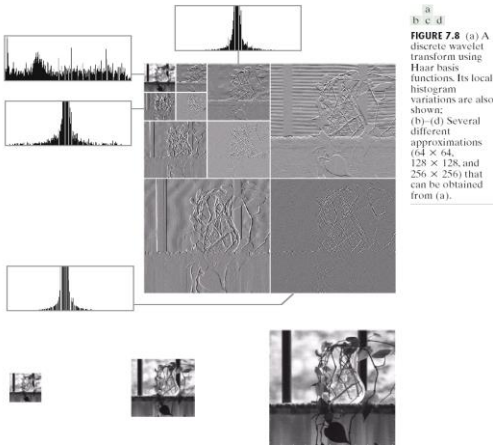 a
b c d
FIGURE 7.8 (a) A
discrete wavelet
transform using
Haar basis
functions. Its local
histogram
variations are also
shown;
(b)–(d) Several
different
approximations
(64 × 64,
128 × 128, and
256 × 256) that
can be obtained
from (a).